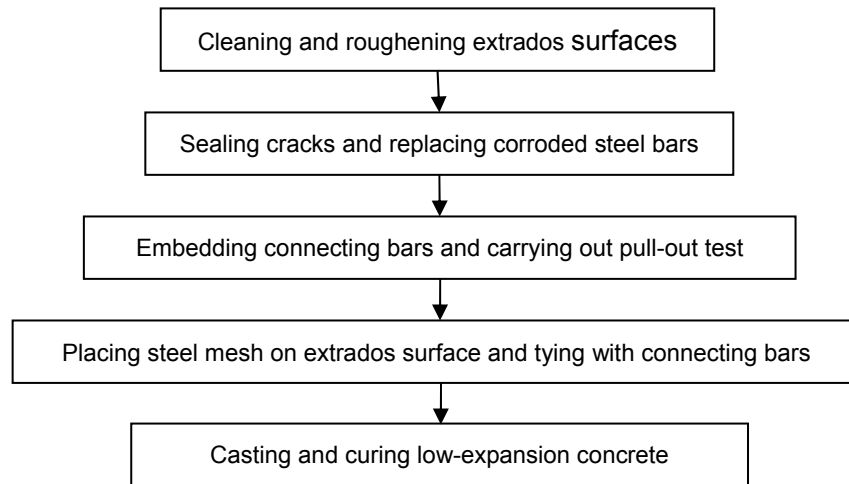 Cleaning and roughening extrados surfaces
Sealing cracks and replacing corroded steel bars
Embedding connecting bars and carrying out pull-out test
Placing steel mesh on extrados surface and tying with connecting bars
Casting and curing low-expansion concrete